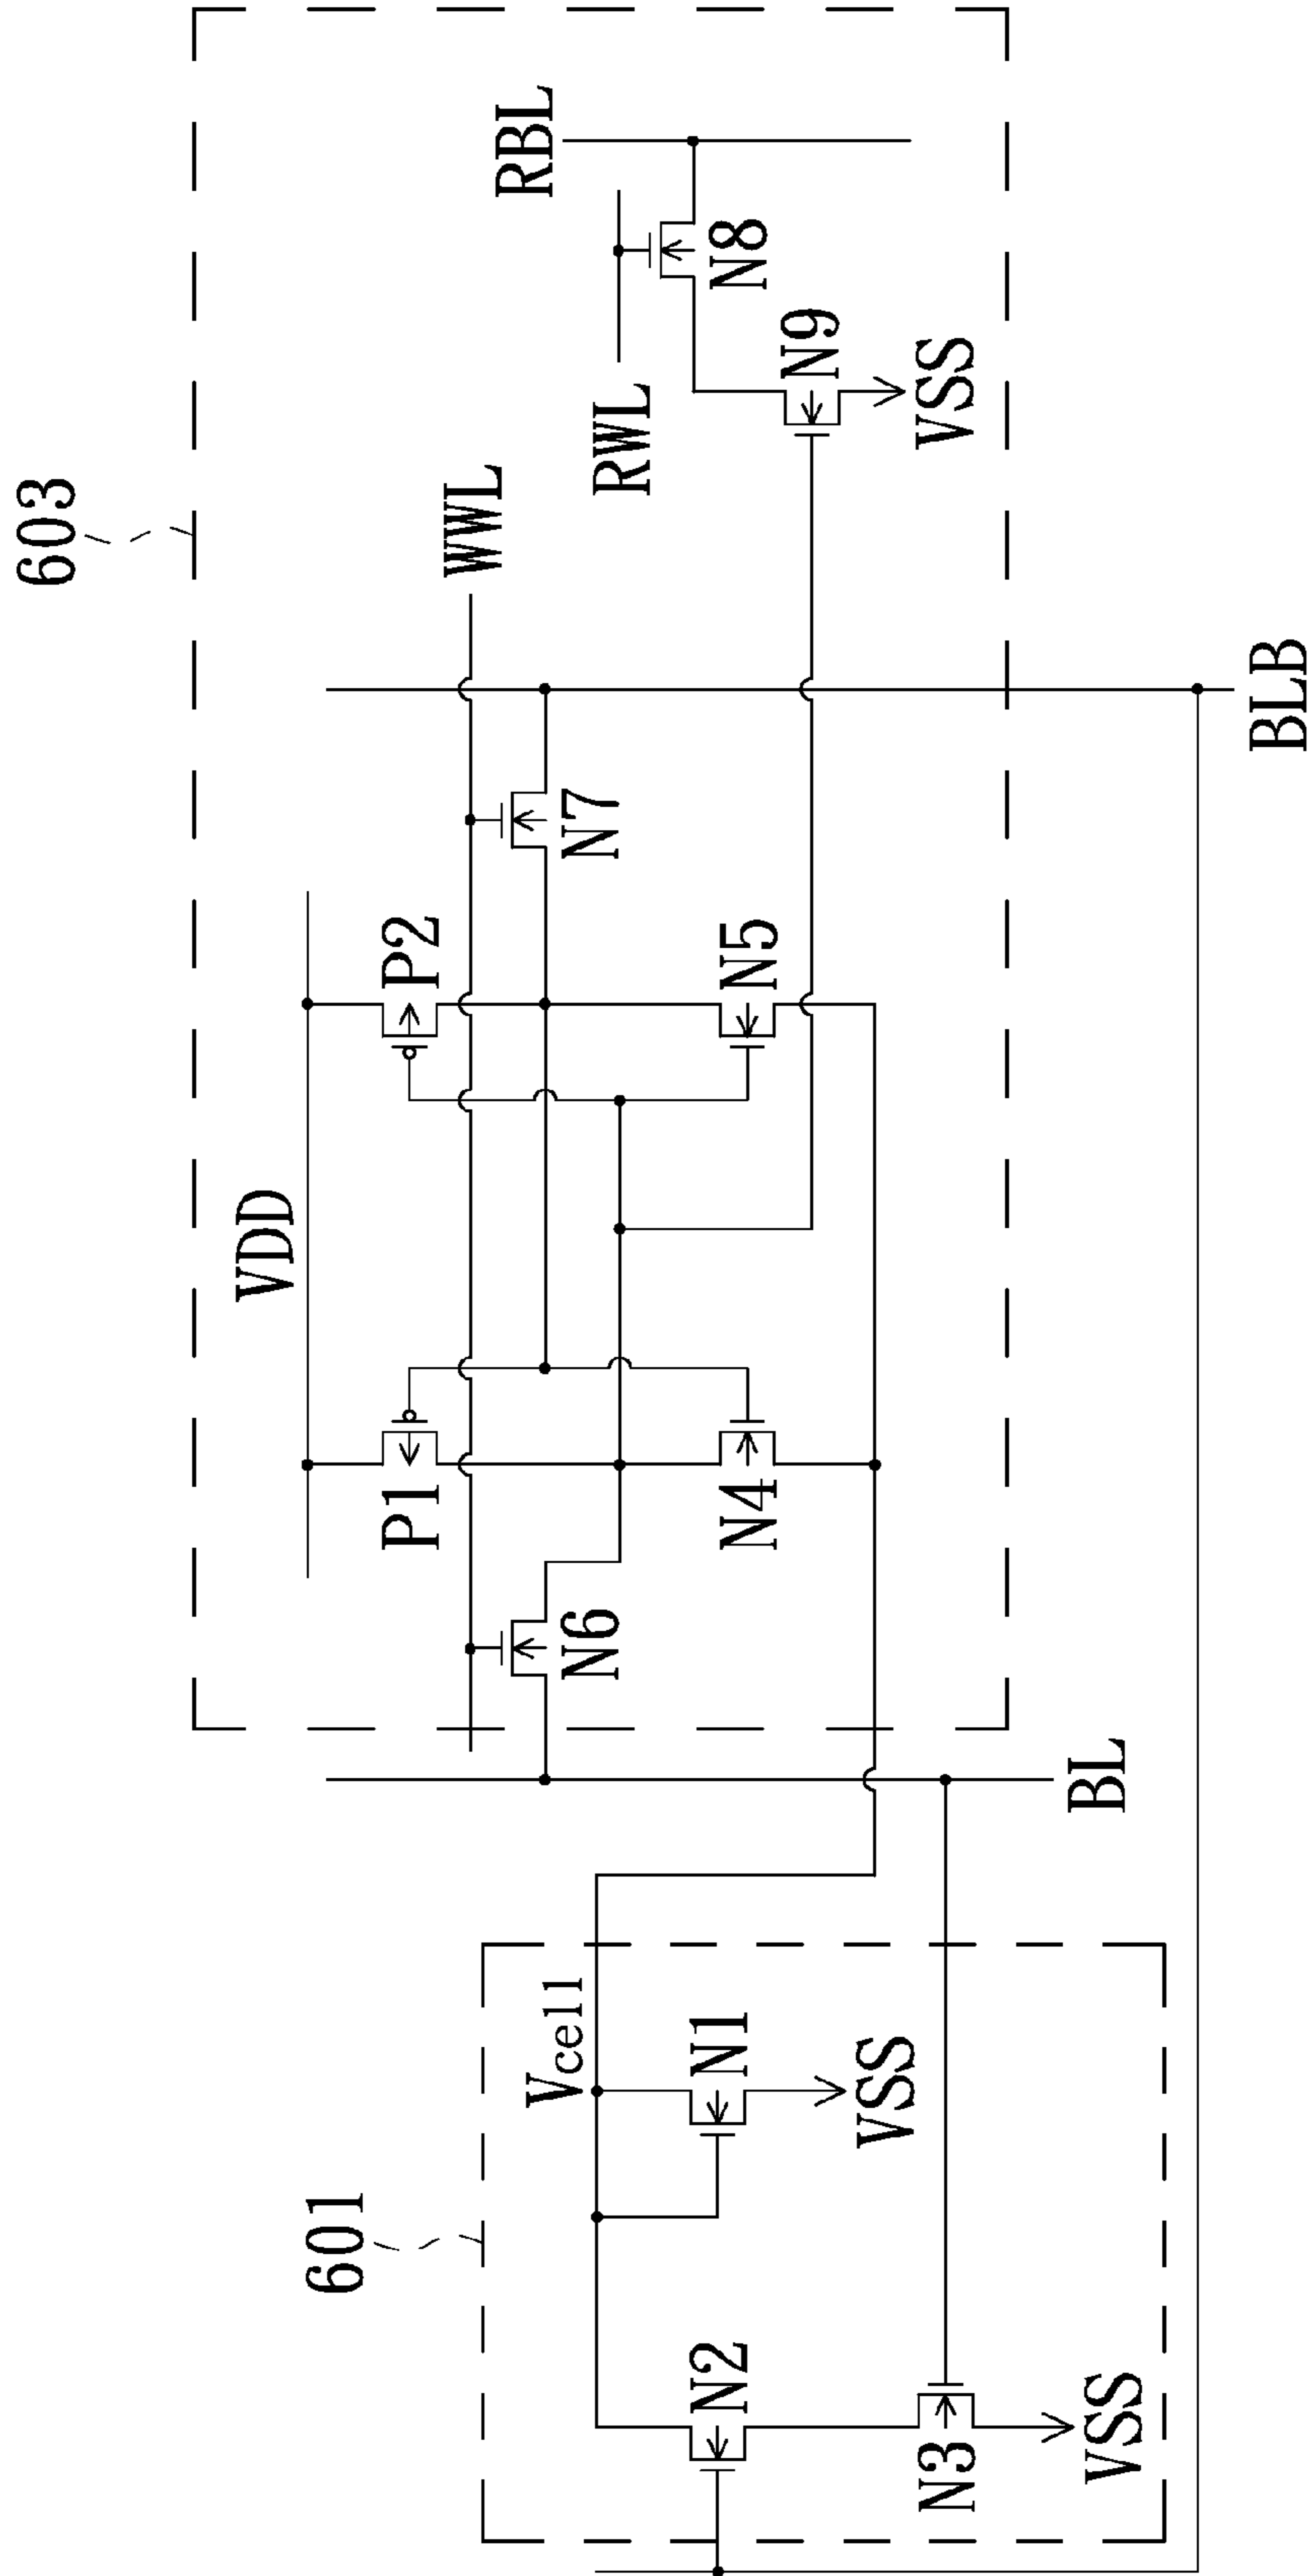 603
RBL
RWL
N8
N9
VSS
WWL
BLB
N7
VDD
P2
N5
P1
N4
N6
BL
601
Vcell
N1
VSS
N2
N3
VSS